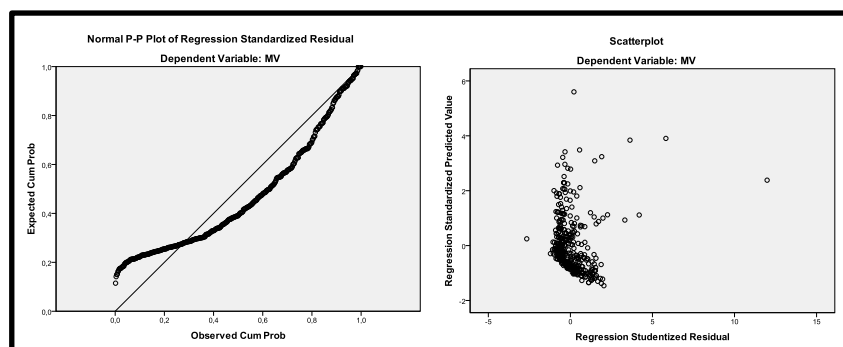 Normal P-P Plot of Regression Standardized Residual
Dependent Variable: MV
Expected Cum Prob
1,0
0,8
0,6
0,4
0,2
0,0
0,0
0,2
0,4
0,6
0,8
1,0
Observed Cum Prob
Scatterplot
Dependent Variable: MV
Regression Standardized Predicted Value
6
4
2
0
-2
-5
0
5
10
15
Regression Studentized Residual